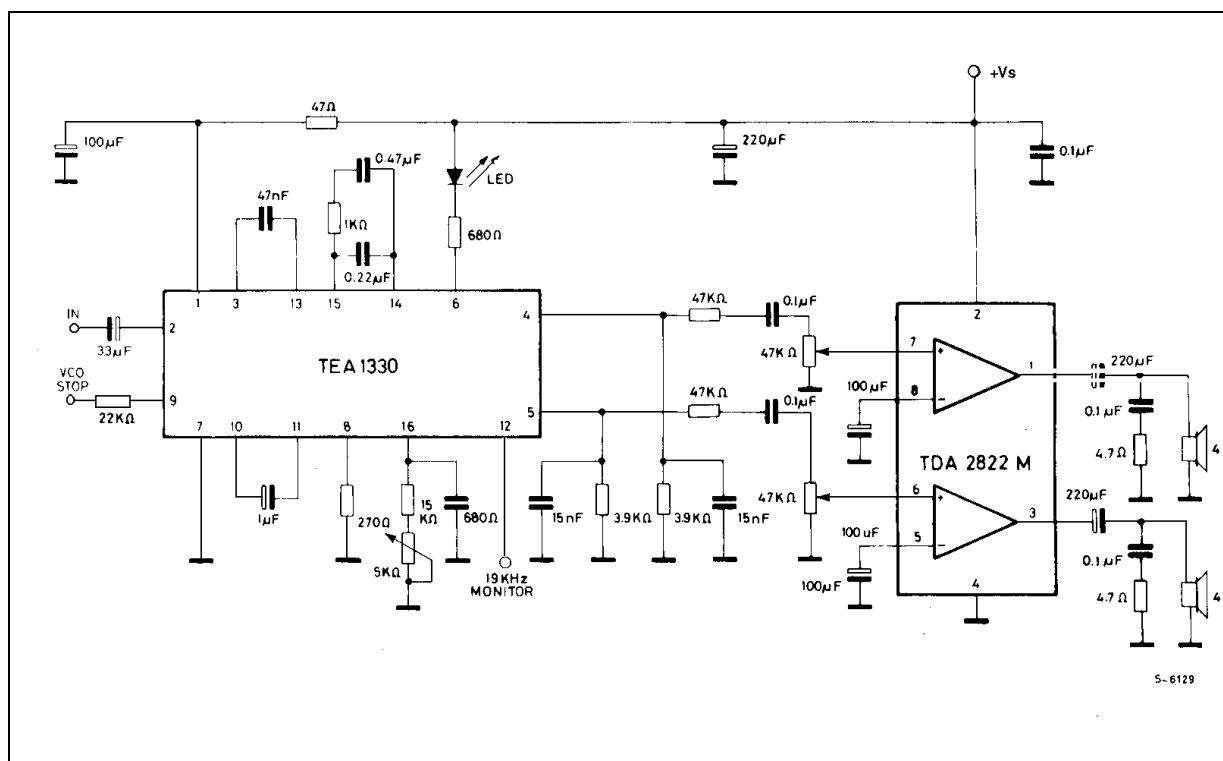 +Vs
47Ω
100µF
220µF
0.1µF
0.47µF
LED
47nF
1KΩ
680Ω
0.22µF
1
3
13
15
14
6
4
47KΩ
0.1µF
2
IN
2
3.3µF
TEA 1330
47KΩ
7
1
220µF
VCO
STOP
22KΩ
9
5
47KΩ
0.1µF
100µF
8
0.1µF
4.7Ω
4
7
10
11
8
16
12
TDA 2822 M
1µF
270Ω
15
KΩ
680Ω
15nF
3.9KΩ
3.9KΩ
15nF
47KΩ
6
3
220µF
5KΩ
19KHz
MONITOR
100uF
5
100µF
0.1µF
4.7Ω
4
4
S-6129